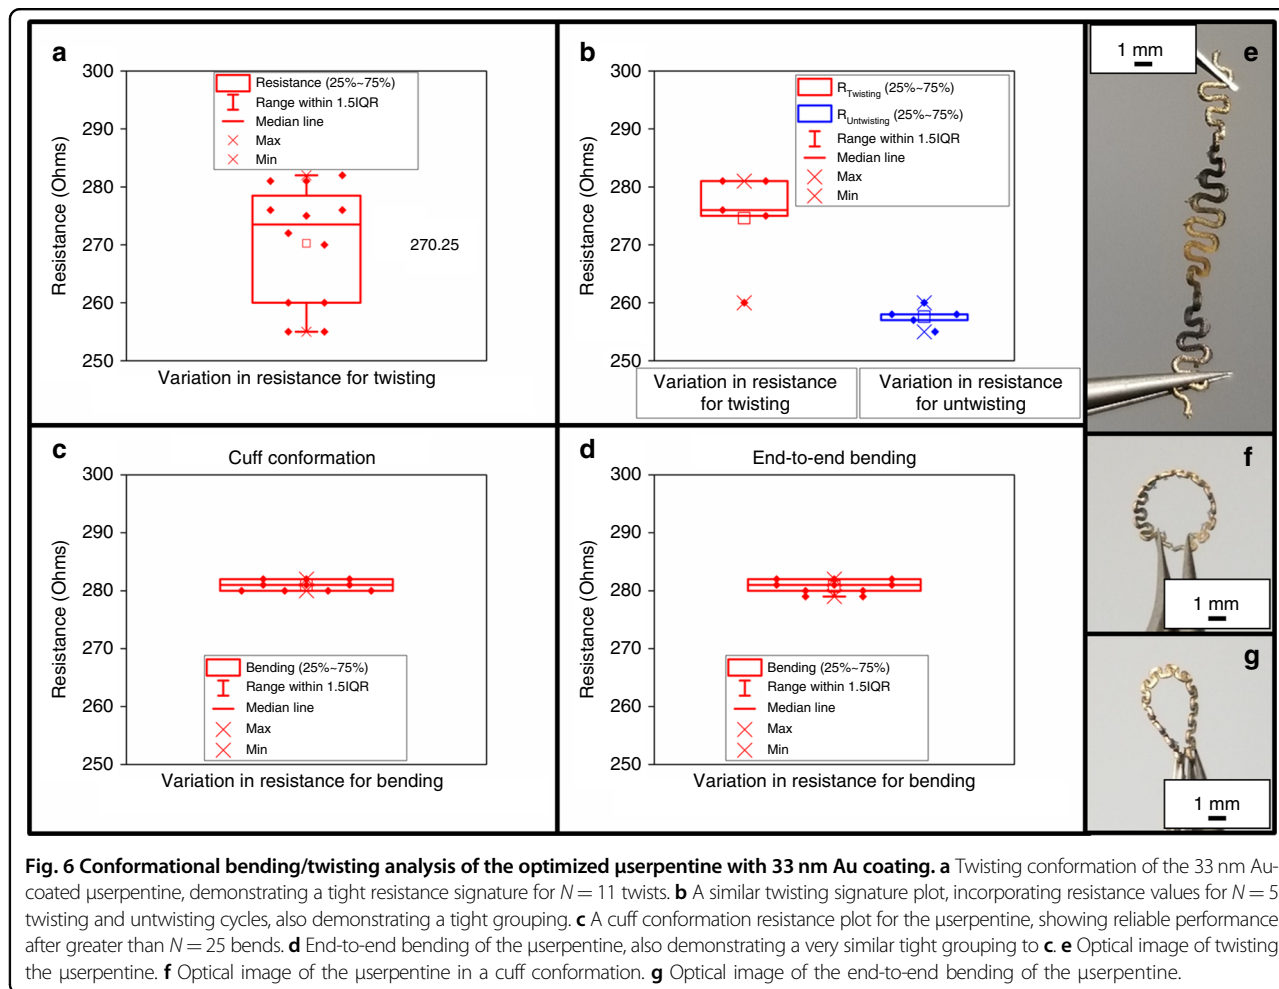 a
300
290
280
270
260
250
Resistance (Ohms)
Resistance (25%~75%)
Range within 1.5IQR
Median line
Max
Min
270.25
Variation in resistance for twisting
b
300
290
280
270
260
250
Resistance (Ohms)
RTwisting (25%~75%)
RUntwisting (25%~75%)
Range within 1.5IQR
Median line
Max
Min
Variation in resistance
for twisting
Variation in resistance
for untwisting
1 mm
e
c
Cuff conformation
300
290
280
270
260
250
Resistance (Ohms)
Bending (25%~75%)
Range within 1.5IQR
Median line
Max
Min
Variation in resistance for bending
d
End-to-end bending
300
290
280
270
260
250
Resistance (Ohms)
Bending (25%~75%)
Range within 1.5IQR
Median line
Max
Min
Variation in resistance for bending
f
1 mm
g
1 mm
Fig. 6 Conformational bending/twisting analysis of the optimized μserpentine with 33 nm Au coating. a Twisting conformation of the 33 nm Au-
coated μserpentine, demonstrating a tight resistance signature for N = 11 twists. b A similar twisting signature plot, incorporating resistance values for N = 5
twisting and untwisting cycles, also demonstrating a tight grouping. c A cuff conformation resistance plot for the μserpentine, showing reliable performance
after greater than N = 25 bends. d End-to-end bending of the μserpentine, also demonstrating a very similar tight grouping to c. e Optical image of twisting
the μserpentine. f Optical image of the μserpentine in a cuff conformation. g Optical image of the end-to-end bending of the μserpentine.